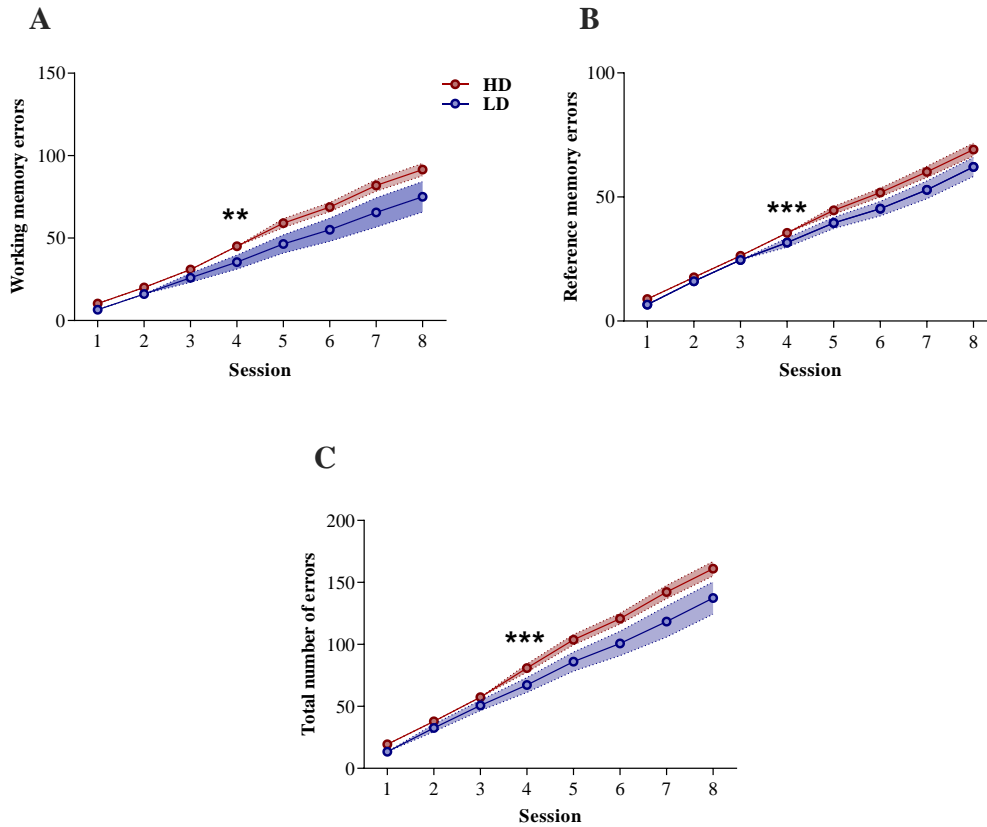 A
Working memory errors
150
100
50
0
**
1 2 3 4 5 6 7 8
Session
HD
LD
B
Reference memory errors
100
50
0
***
1 2 3 4 5 6 7 8
Session
C
Total number of errors
200
150
100
50
0
***
1 2 3 4 5 6 7 8
Session